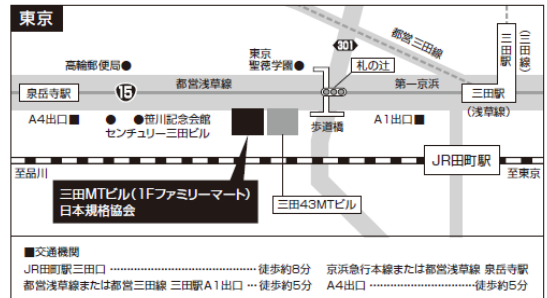 東京
都営三田線
三田駅
（三田線）
高輪郵便局●
東京
聖徳学園●
301
札の辻
泉岳寺駅
15
都営浅草線
第一京浜
三田駅
（浅草線）
A4出口■
● ●笹川記念会館
センチュリー三田ビル
歩道橋
A1出口■
JR田町駅
至品川
至東京
三田MTビル（1Fファミリーマート）
日本規格協会
三田43MTビル
■交通機関
JR田町駅三田口 …………………………………… 徒歩約8分
都営浅草線または都営三田線 三田駅A1出口 … 徒歩約5分
京浜急行本線または都営浅草線 泉岳寺駅
A4出口 …………………………………… 徒歩約5分